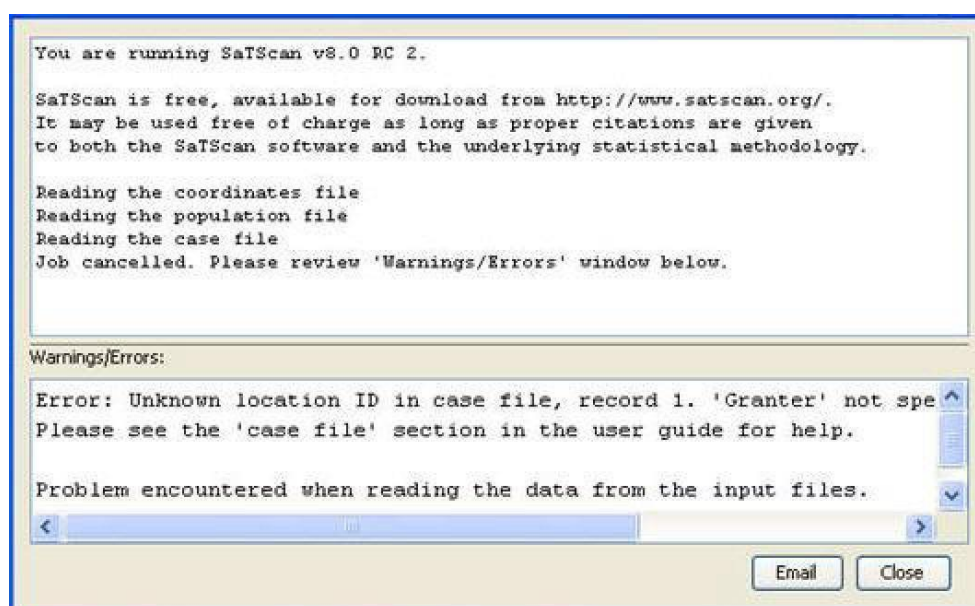 You are running SaTScan v8.0 RC 2.
SaTScan is free, available for download from http://www.satscan.org/.
It may be used free of charge as long as proper citations are given
to both the SaTScan software and the underlying statistical methodology.
Reading the coordinates file
Reading the population file
Reading the case file
Job cancelled. Please review 'Warnings/Errors' window below.
Warnings/Errors:
Error: Unknown location ID in case file, record 1. 'Granter' not spe
Please see the 'case file' section in the user guide for help.
Problem encountered when reading the data from the input files.
Email Close